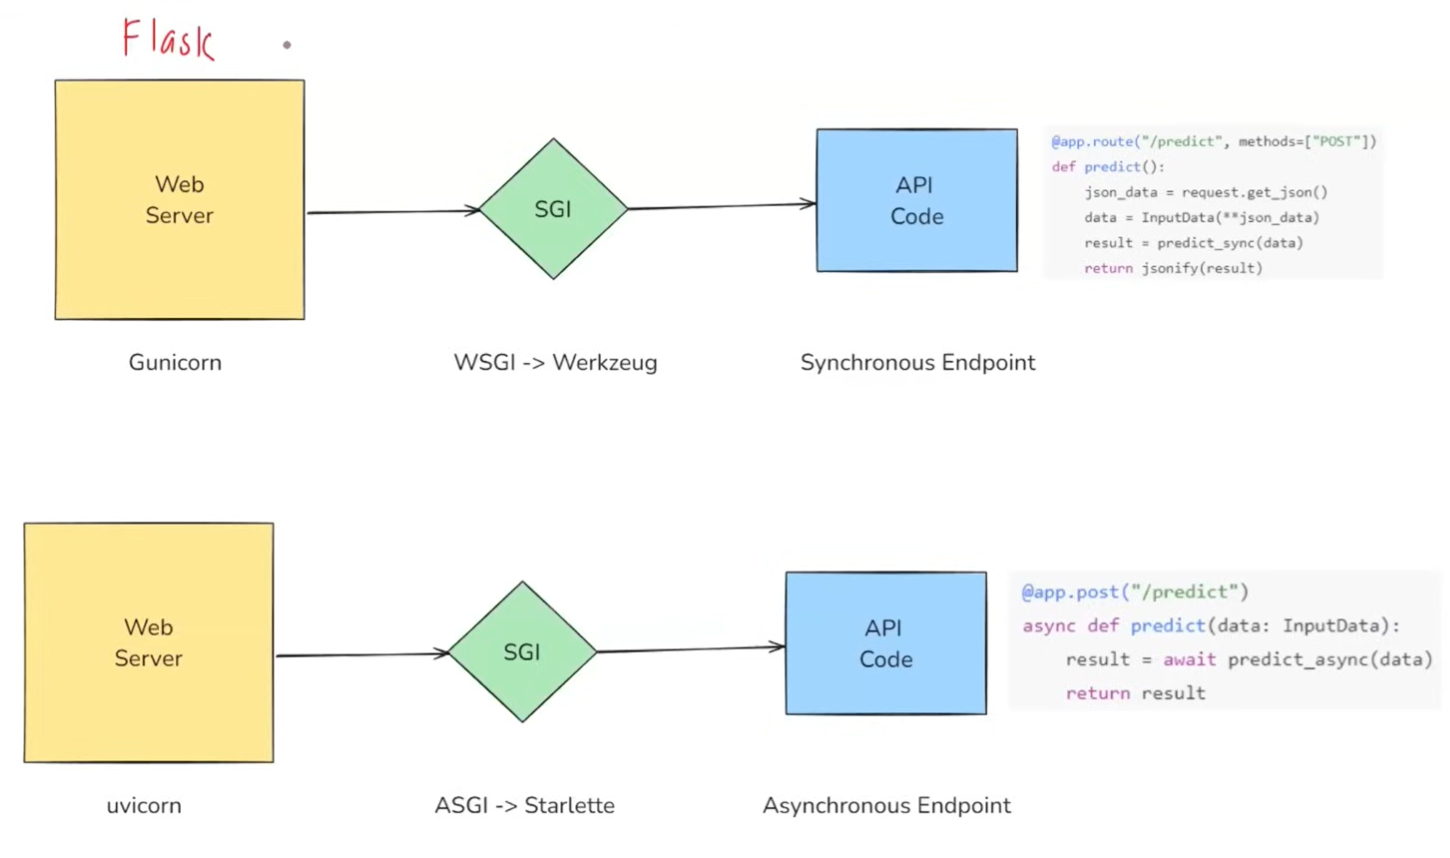 Flask
Web
Server
SGI
API
Code
@app.route("/predict", methods=["POST"])
def predict():
    json_data = request.get_json()
    data = InputData(**json_data)
    result = predict_sync(data)
    return jsonify(result)
Gunicorn
WSGI -> Werkzeug
Synchronous Endpoint
Web
Server
SGI
API
Code
@app.post("/predict")
async def predict(data: InputData):
    result = await predict_async(data)
    return result
uvicorn
ASGI -> Starlette
Asynchronous Endpoint